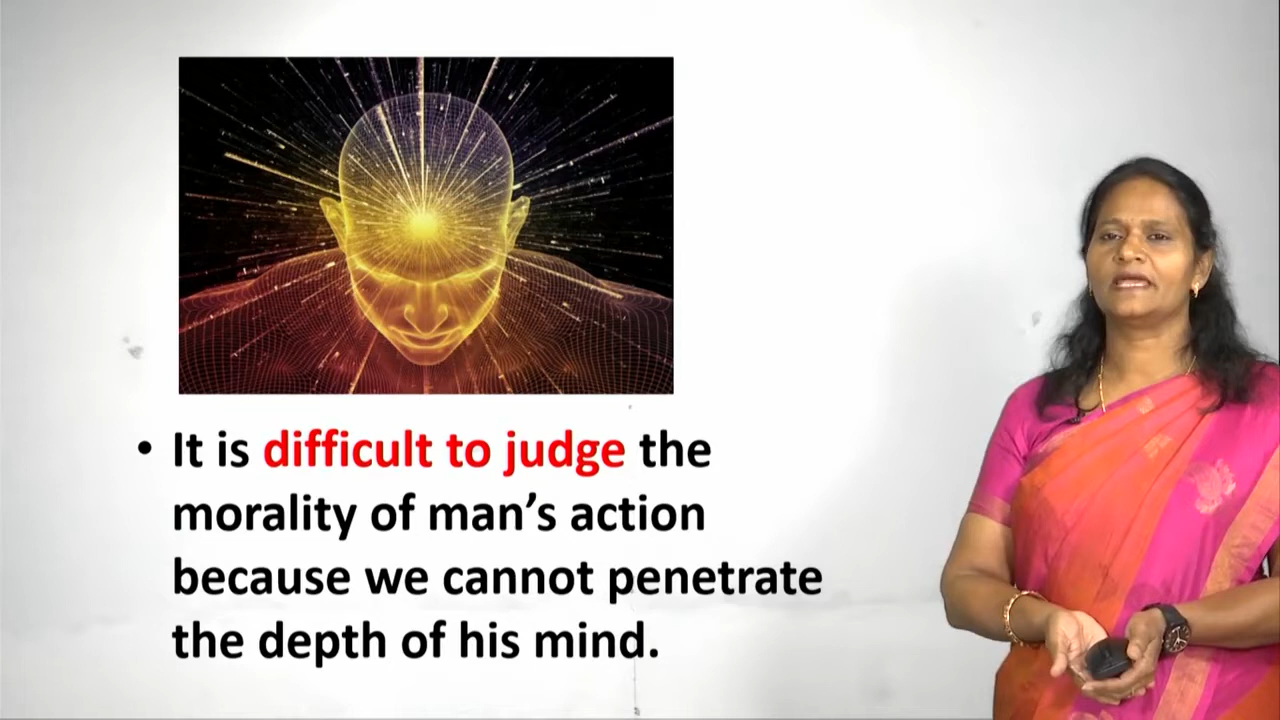 • It is difficult to judge the
morality of man’s action
because we cannot penetrate
the depth of his mind.